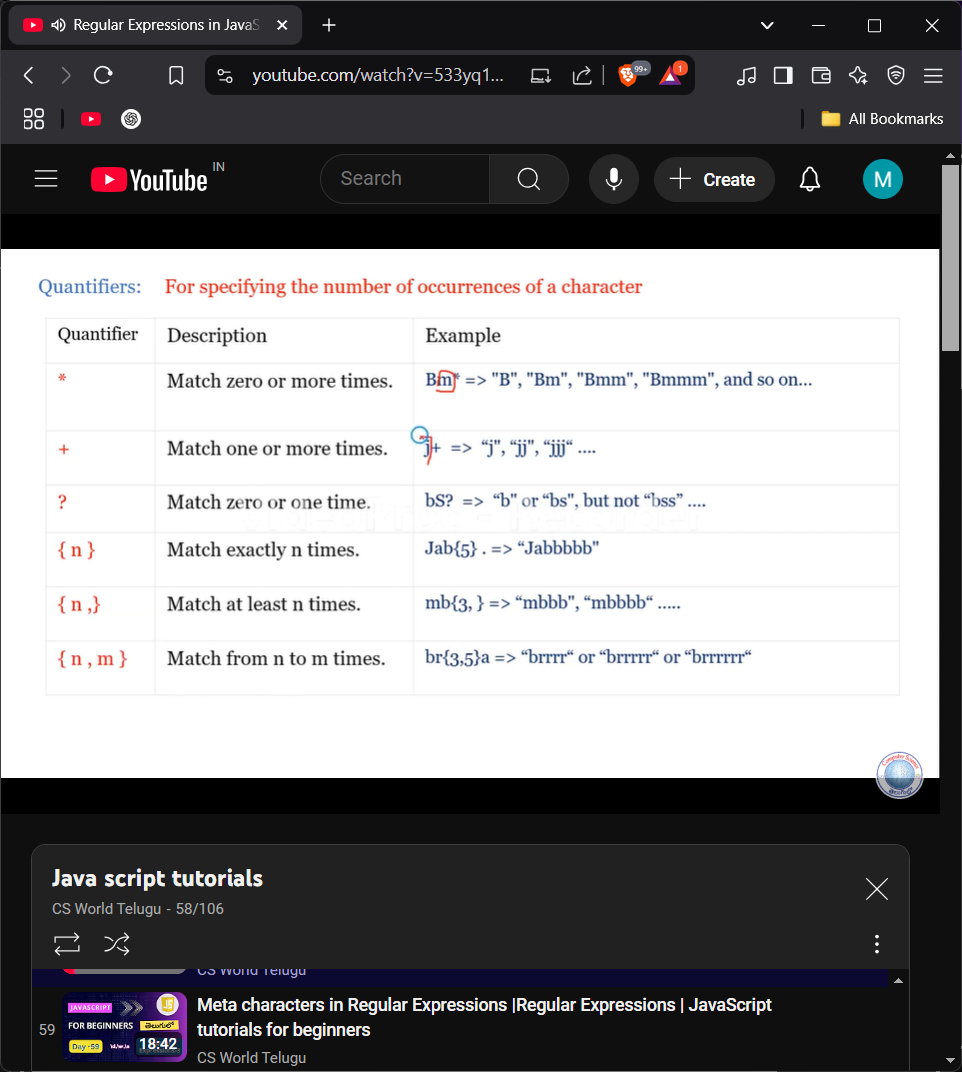 Regular Expressions in JavaS
youtube.com/watch?v=533yq1...
99+
1
All Bookmarks
YouTube IN
Search
Create
M
Quantifiers: For specifying the number of occurrences of a character
Quantifier Description Example
* Match zero or more times. Bm* => "B", "Bm", "Bmm", "Bmmm", and so on...
+ Match one or more times. j+ => “j", “jj", “jjj“ ....
? Match zero or one time. bS? => “b" or “bs", but not “bss” ....
{ n } Match exactly n times. Jab{5} . => “Jabbbbb"
{ n ,} Match at least n times. mb{3, } => “mbbb", “mbbbb“ .....
{ n , m } Match from n to m times. br{3,5}a => “brrrr“ or “brrrrr“ or “brrrrrr“
Computer Science
Java script tutorials
CS World Telugu - 58/106
CS World Telugu
59
JAVASCRIPT
JS
FOR BEGINNERS
తెలుగులో
Day -59
18:42
Meta characters in Regular Expressions |Regular Expressions | JavaScript
tutorials for beginners
CS World Telugu